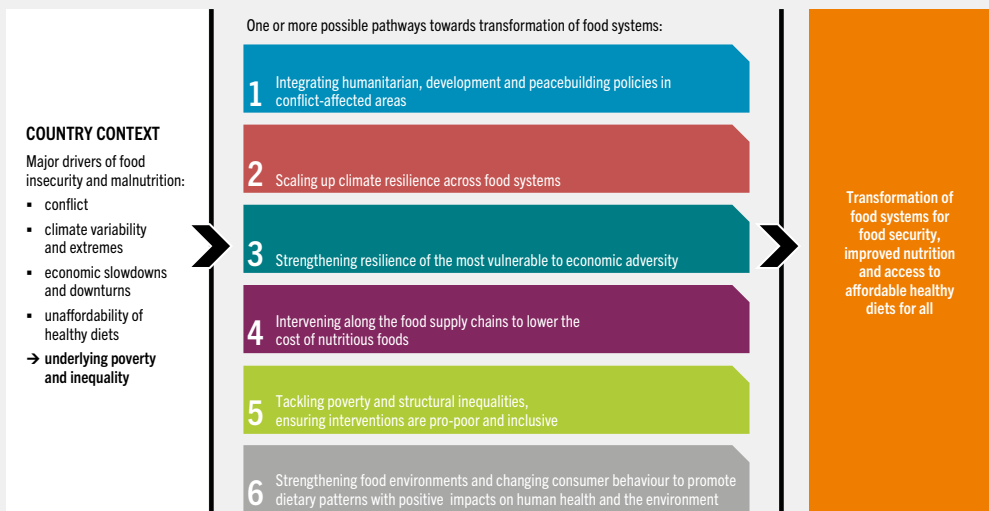 One or more possible pathways towards transformation of food systems:
COUNTRY CONTEXT
Major drivers of food
insecurity and malnutrition:
▪ conflict
▪ climate variability
and extremes
▪ economic slowdowns
and downturns
▪ unaffordability of
healthy diets
→ underlying poverty
and inequality
1 Integrating humanitarian, development and peacebuilding policies in
conflict-affected areas
2 Scaling up climate resilience across food systems
3 Strengthening resilience of the most vulnerable to economic adversity
4 Intervening along the food supply chains to lower the
cost of nutritious foods
5 Tackling poverty and structural inequalities,
ensuring interventions are pro-poor and inclusive
6 Strengthening food environments and changing consumer behaviour to promote
dietary patterns with positive impacts on human health and the environment
Transformation of
food systems for
food security,
improved nutrition
and access to
affordable healthy
diets for all